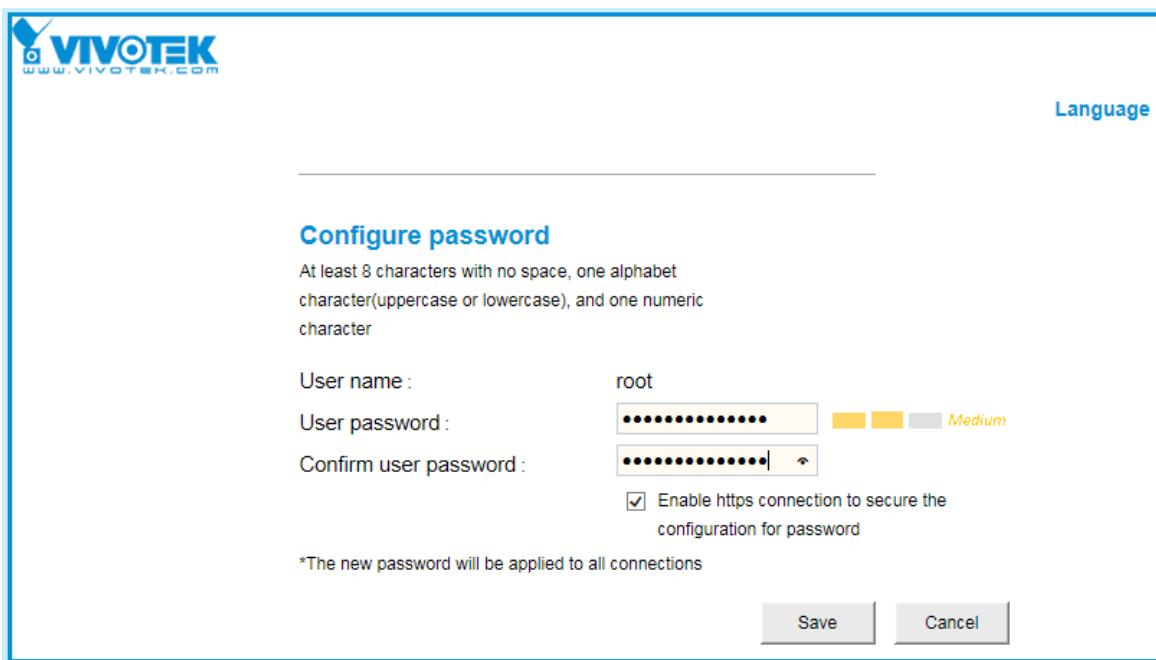 VIVOTEK
www.vivotek.com
Language
Configure password
At least 8 characters with no space, one alphabet
character(uppercase or lowercase), and one numeric
character
User name : root
User password : •••••••••••••• Medium
Confirm user password : ••••••••••••••
Enable https connection to secure the
configuration for password
*The new password will be applied to all connections
Save Cancel